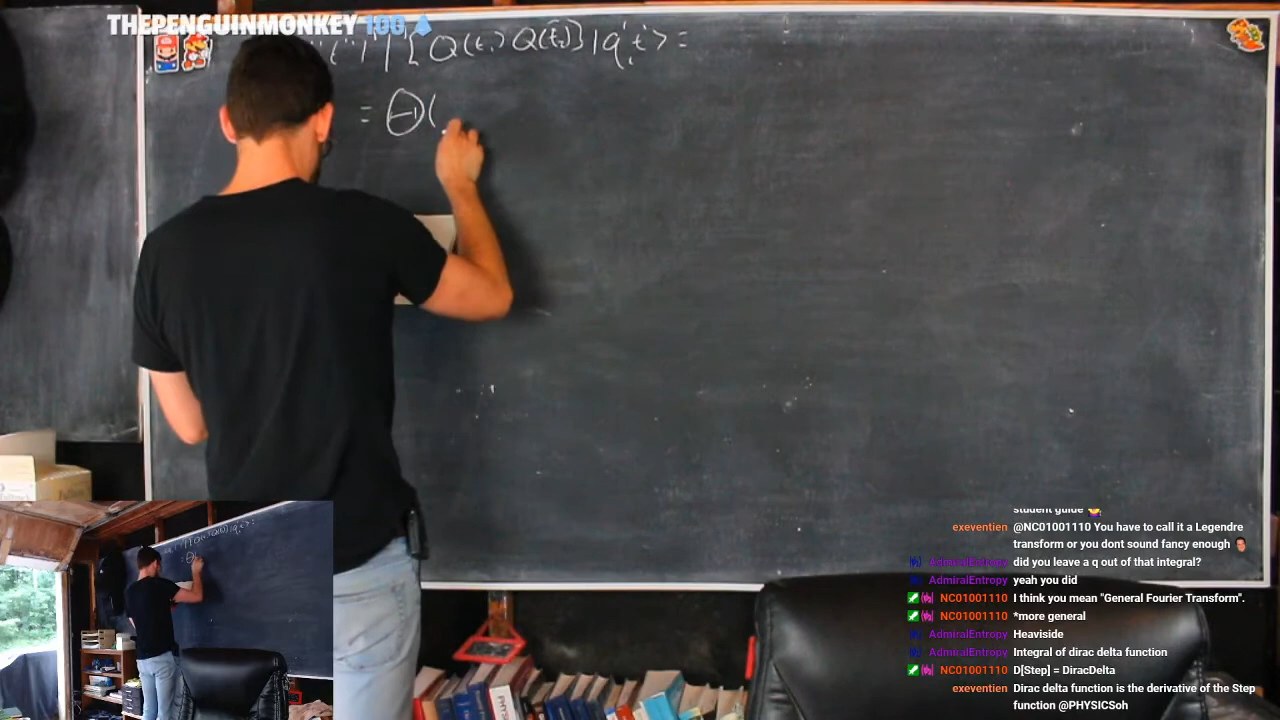 THEPENGUINMONKEY 100
"t"|T[Q(t₁)Q(t₂)]|q't'> =
= Θ(
student guide
exeventien @NC01001110 You have to call it a Legendre
transform or you dont sound fancy enough
AdmiralEntropy did you leave a q out of that integral?
AdmiralEntropy yeah you did
NC01001110 I think you mean "General Fourier Transform".
NC01001110 *more general
AdmiralEntropy Heaviside
AdmiralEntropy Integral of dirac delta function
NC01001110 D[Step] = DiracDelta
exeventien Dirac delta function is the derivative of the Step
function @PHYSICSoh